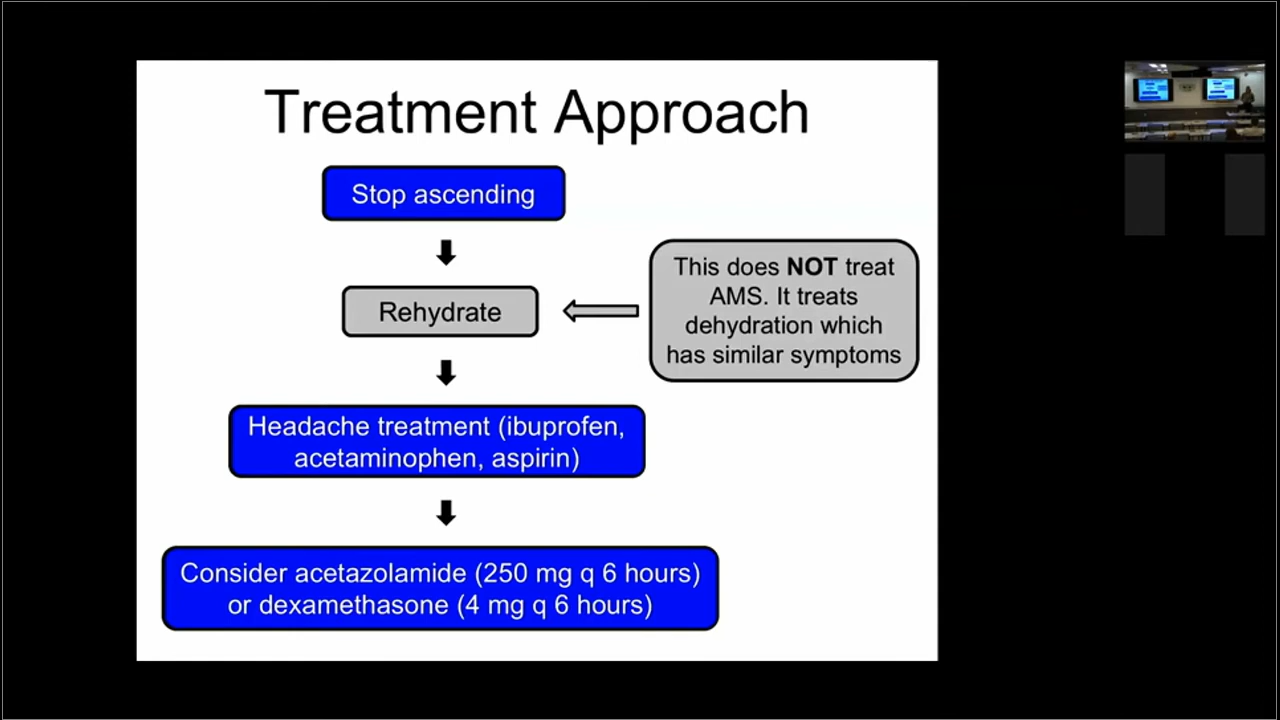 Treatment Approach
Stop ascending
Rehydrate
This does NOT treat
AMS. It treats
dehydration which
has similar symptoms
Headache treatment (ibuprofen,
acetaminophen, aspirin)
Consider acetazolamide (250 mg q 6 hours)
or dexamethasone (4 mg q 6 hours)